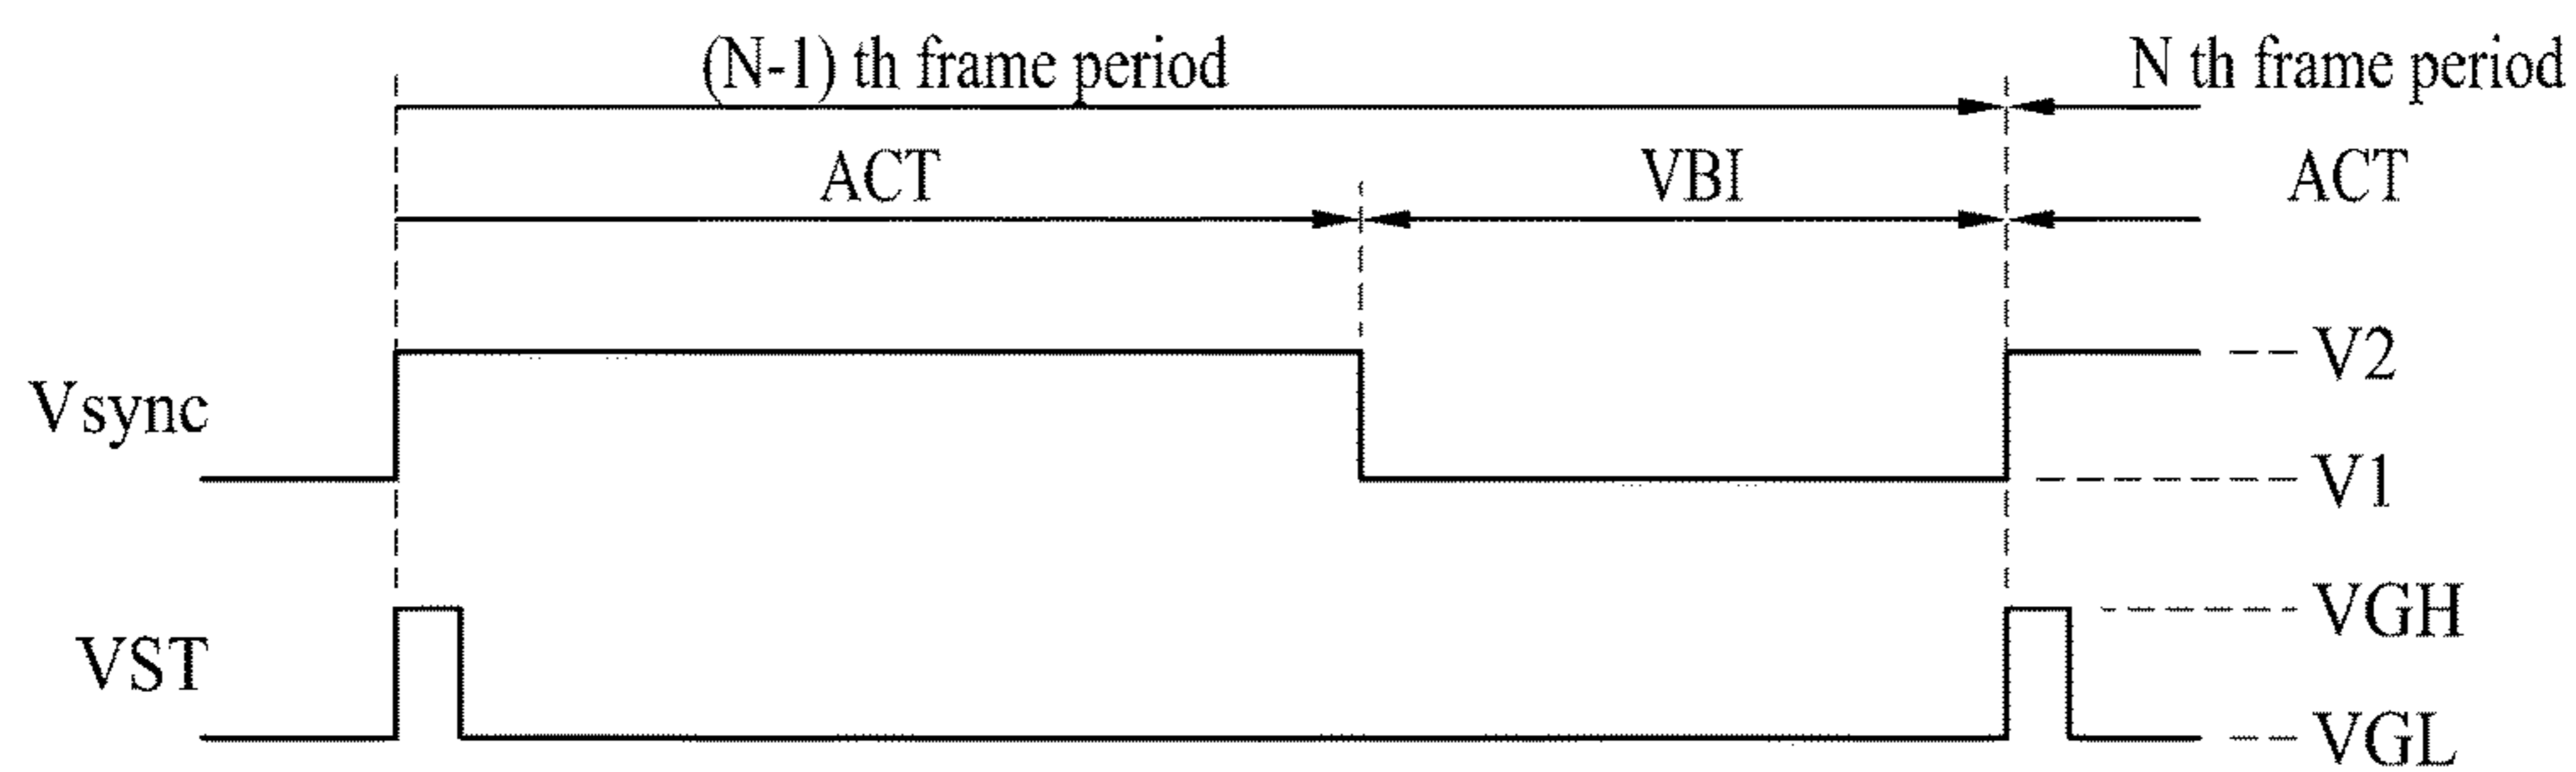 (N-1) th frame period N th frame period
ACT VBI ACT
V2
Vsync
V1
VGH
VST
VGL